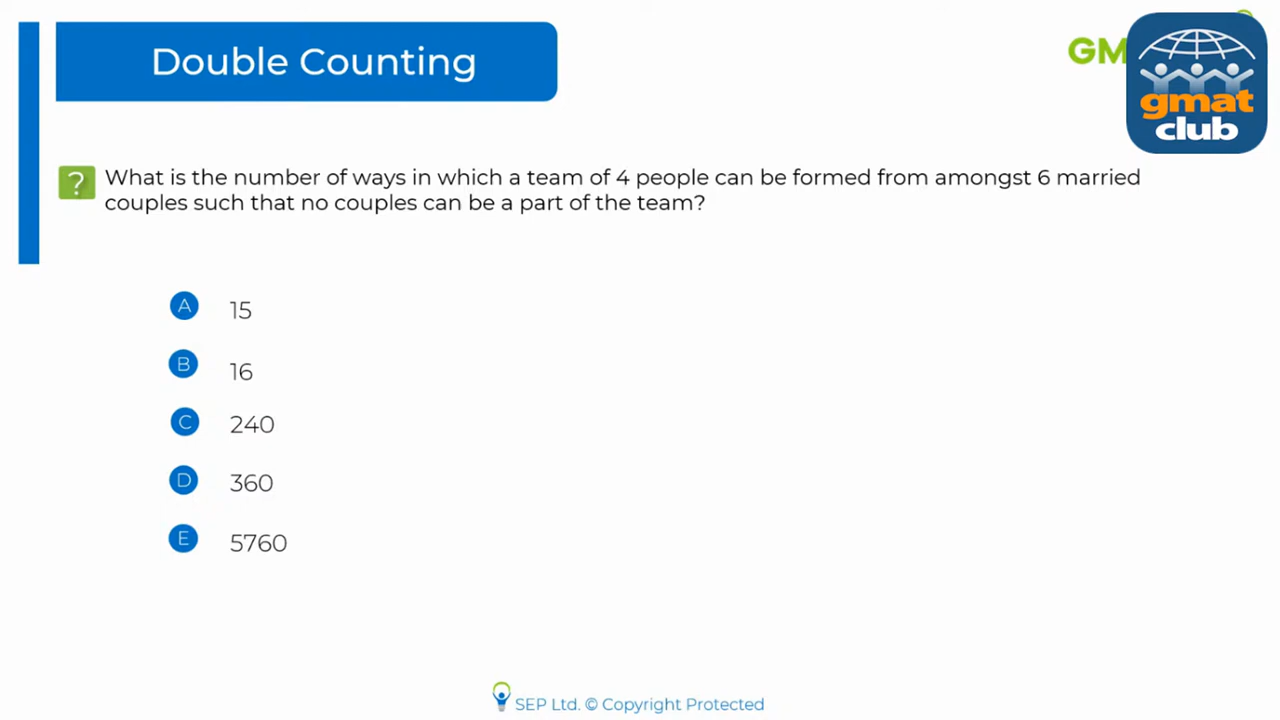 Double Counting
GM
gmat
club
?
What is the number of ways in which a team of 4 people can be formed from amongst 6 married
couples such that no couples can be a part of the team?
A 15
B 16
C 240
D 360
E 5760
SEP Ltd. © Copyright Protected